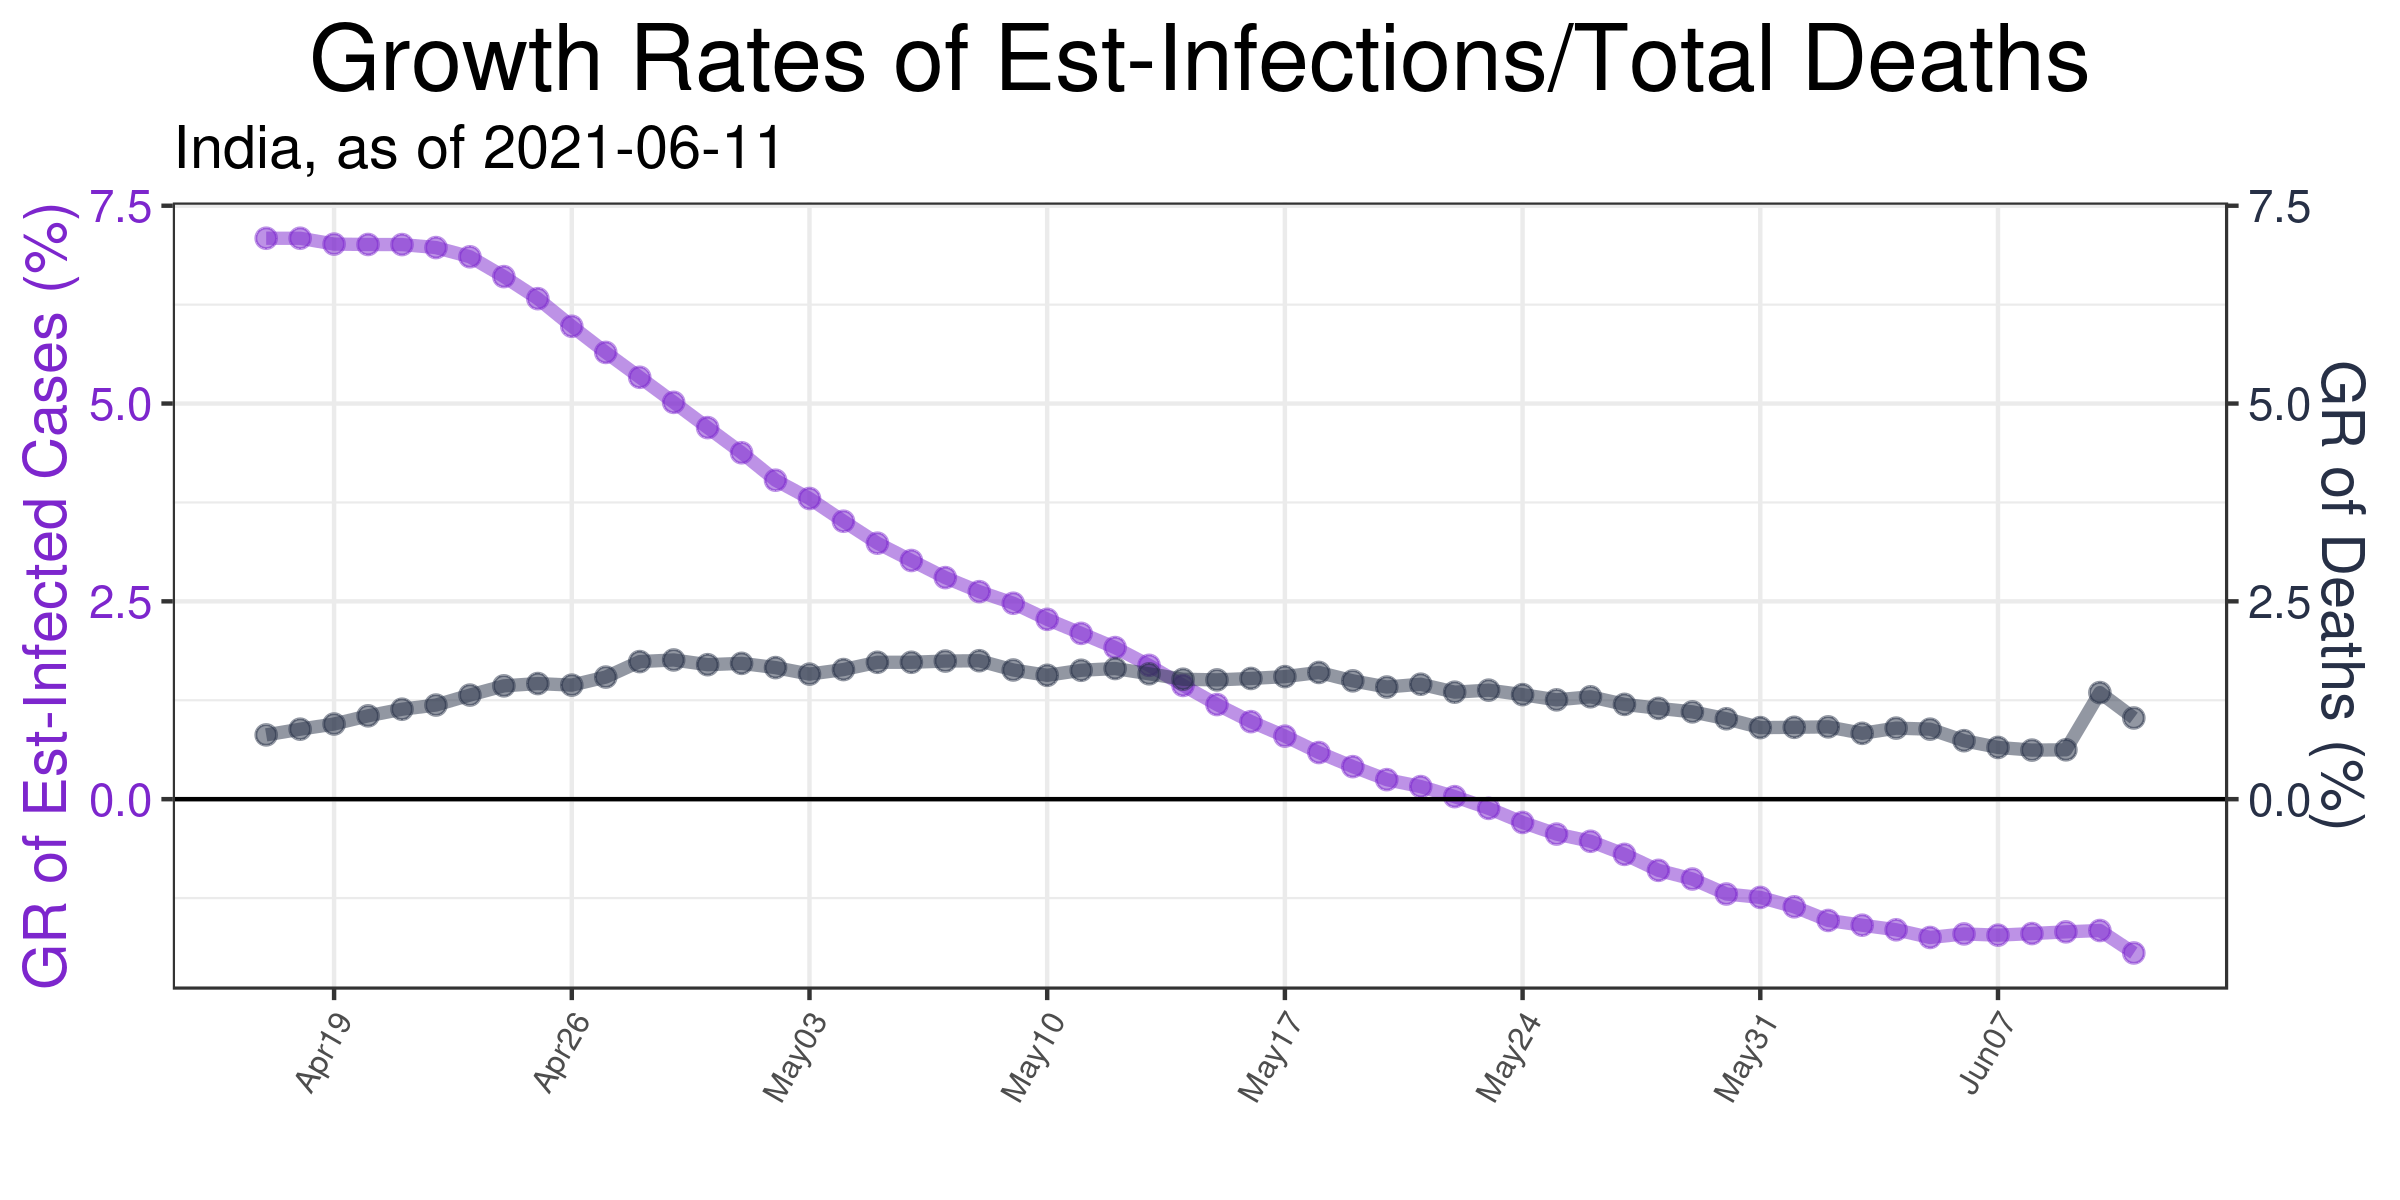 Growth Rates of Est-Infections/Total Deaths
India, as of 2021-06-11
GR of Est-Infected Cases (%)
7.5
5.0
2.5
0.0
7.5
5.0
2.5
0.0
GR of Deaths (%)
Apr19
Apr26
May03
May10
May17
May24
May31
Jun07